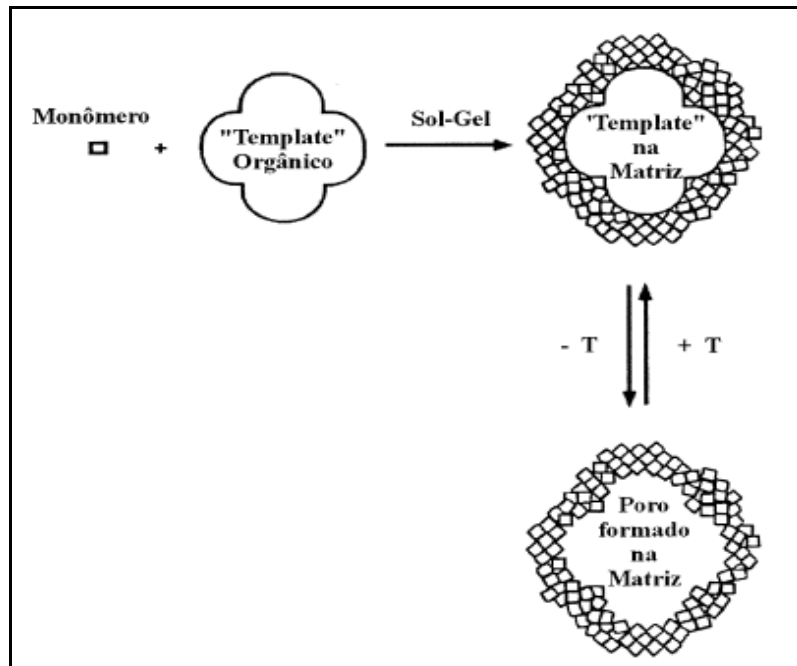 Monômero
+
"Template"
Orgânico
Sol-Gel
"Template"
na
Matriz
- T
+ T
Poro
formado
na
Matriz